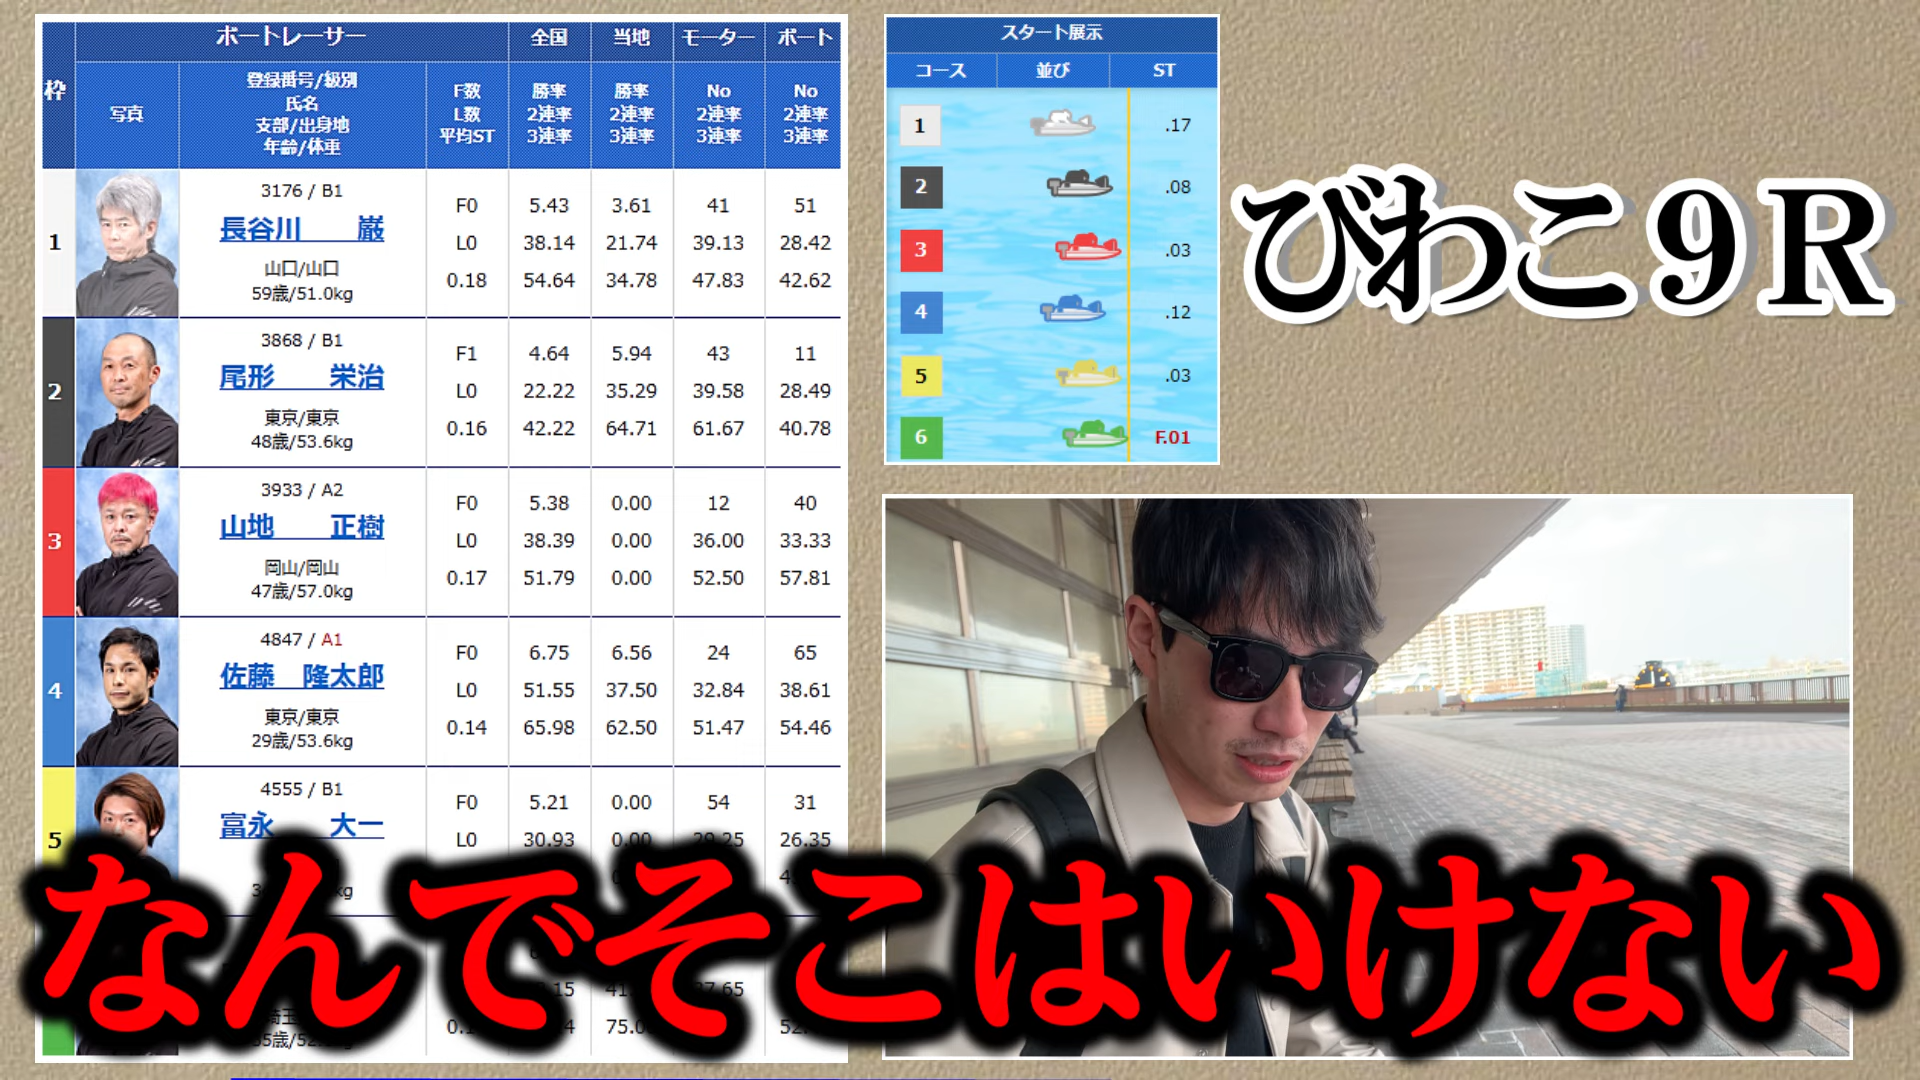 ボートレーサー 全国 当地 モーター ボート
枠 写真 登録番号/級別 氏名 支部/出身地 年齢/体重 F数 L数 平均ST 勝率 2連率 3連率 勝率 2連率 3連率 No 2連率 3連率 No 2連率 3連率
1
3176 / B1
長谷川 巌
山口/山口
59歳/51.0kg
F0 5.43 3.61 41 51
L0 38.14 21.74 39.13 28.42
0.18 54.64 34.78 47.83 42.62
2
3868 / B1
尾形 栄治
東京/東京
48歳/53.6kg
F1 4.64 5.94 43 11
L0 22.22 35.29 39.58 28.49
0.16 42.22 64.71 61.67 40.78
3
3933 / A2
山地 正樹
岡山/岡山
47歳/57.0kg
F0 5.38 0.00 12 40
L0 38.39 0.00 36.00 33.33
0.17 51.79 0.00 52.50 57.81
4
4847 / A1
佐藤 隆太郎
東京/東京
29歳/53.6kg
F0 6.75 6.56 24 65
L0 51.55 37.50 32.84 38.61
0.14 65.98 62.50 51.47 54.46
5
4555 / B1
富永 大一
F0 5.21 0.00 54 31
L0 30.93 0.00 29.25 26.35
スタート展示
コース 並び ST
1 .17
2 .08
3 .03
4 .12
5 .03
6 F.01
びわこ９Ｒ
なんでそこはいけない